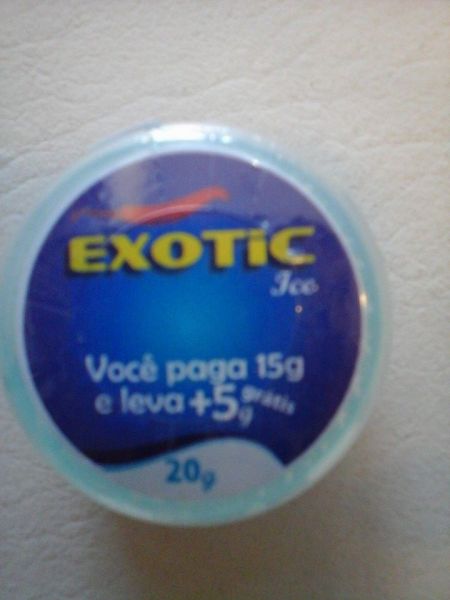 EXOTIC
Ice
Você paga 15g
e leva +5g grátis
20g